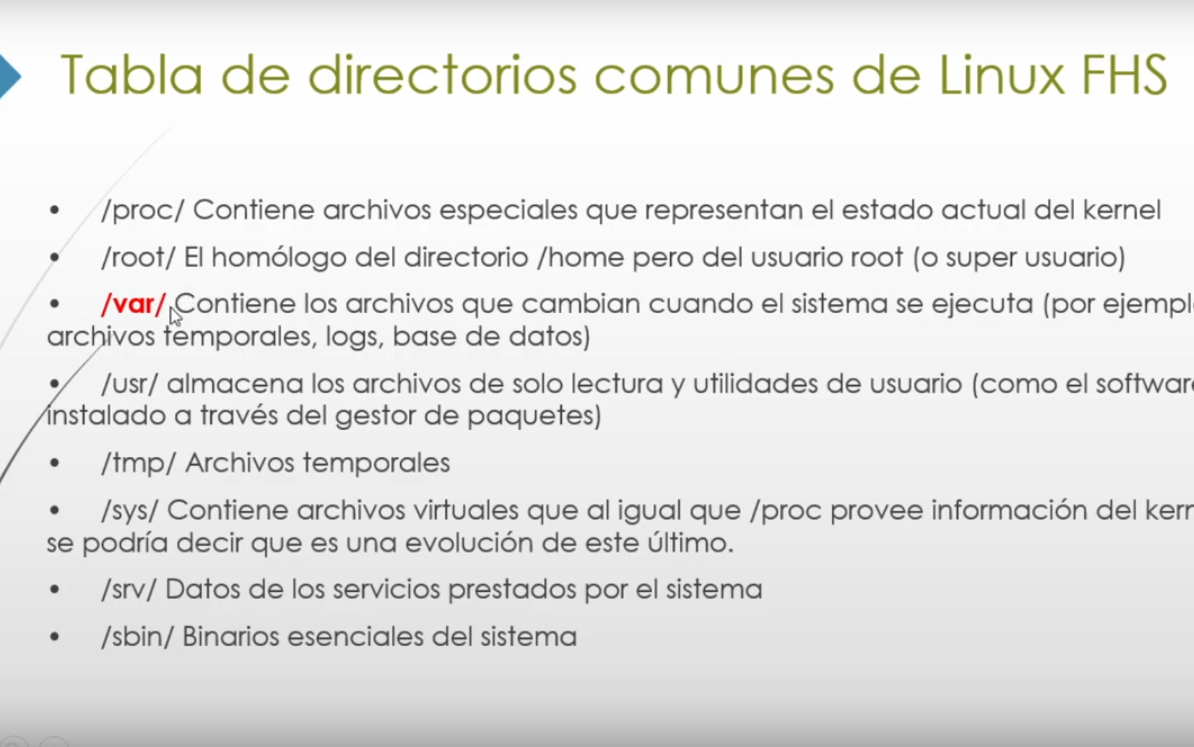 Tabla de directorios comunes de Linux FHS
• /proc/ Contiene archivos especiales que representan el estado actual del kernel
• /root/ El homólogo del directorio /home pero del usuario root (o super usuario)
• /var/ Contiene los archivos que cambian cuando el sistema se ejecuta (por ejempl
archivos temporales, logs, base de datos)
• /usr/ almacena los archivos de solo lectura y utilidades de usuario (como el software
instalado a través del gestor de paquetes)
• /tmp/ Archivos temporales
• /sys/ Contiene archivos virtuales que al igual que /proc provee información del kern
se podría decir que es una evolución de este último.
• /srv/ Datos de los servicios prestados por el sistema
• /sbin/ Binarios esenciales del sistema